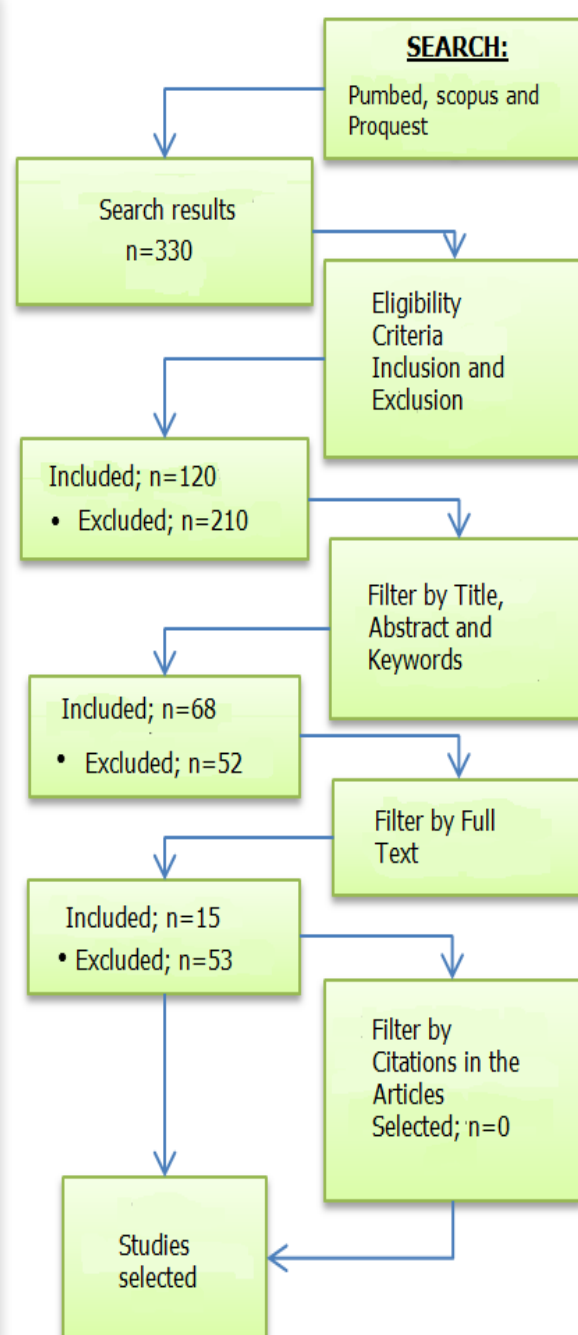 SEARCH:
Pumbed, scopus and
Proquest
Search results
n=330
Eligibility
Criteria
Inclusion and
Exclusion
Included; n=120
• Excluded; n=210
Filter by Title,
Abstract and
Keywords
Included; n=68
• Excluded; n=52
Filter by Full
Text
Included; n=15
• Excluded; n=53
Filter by
Citations in the
Articles
Selected; n=0
Studies
selected